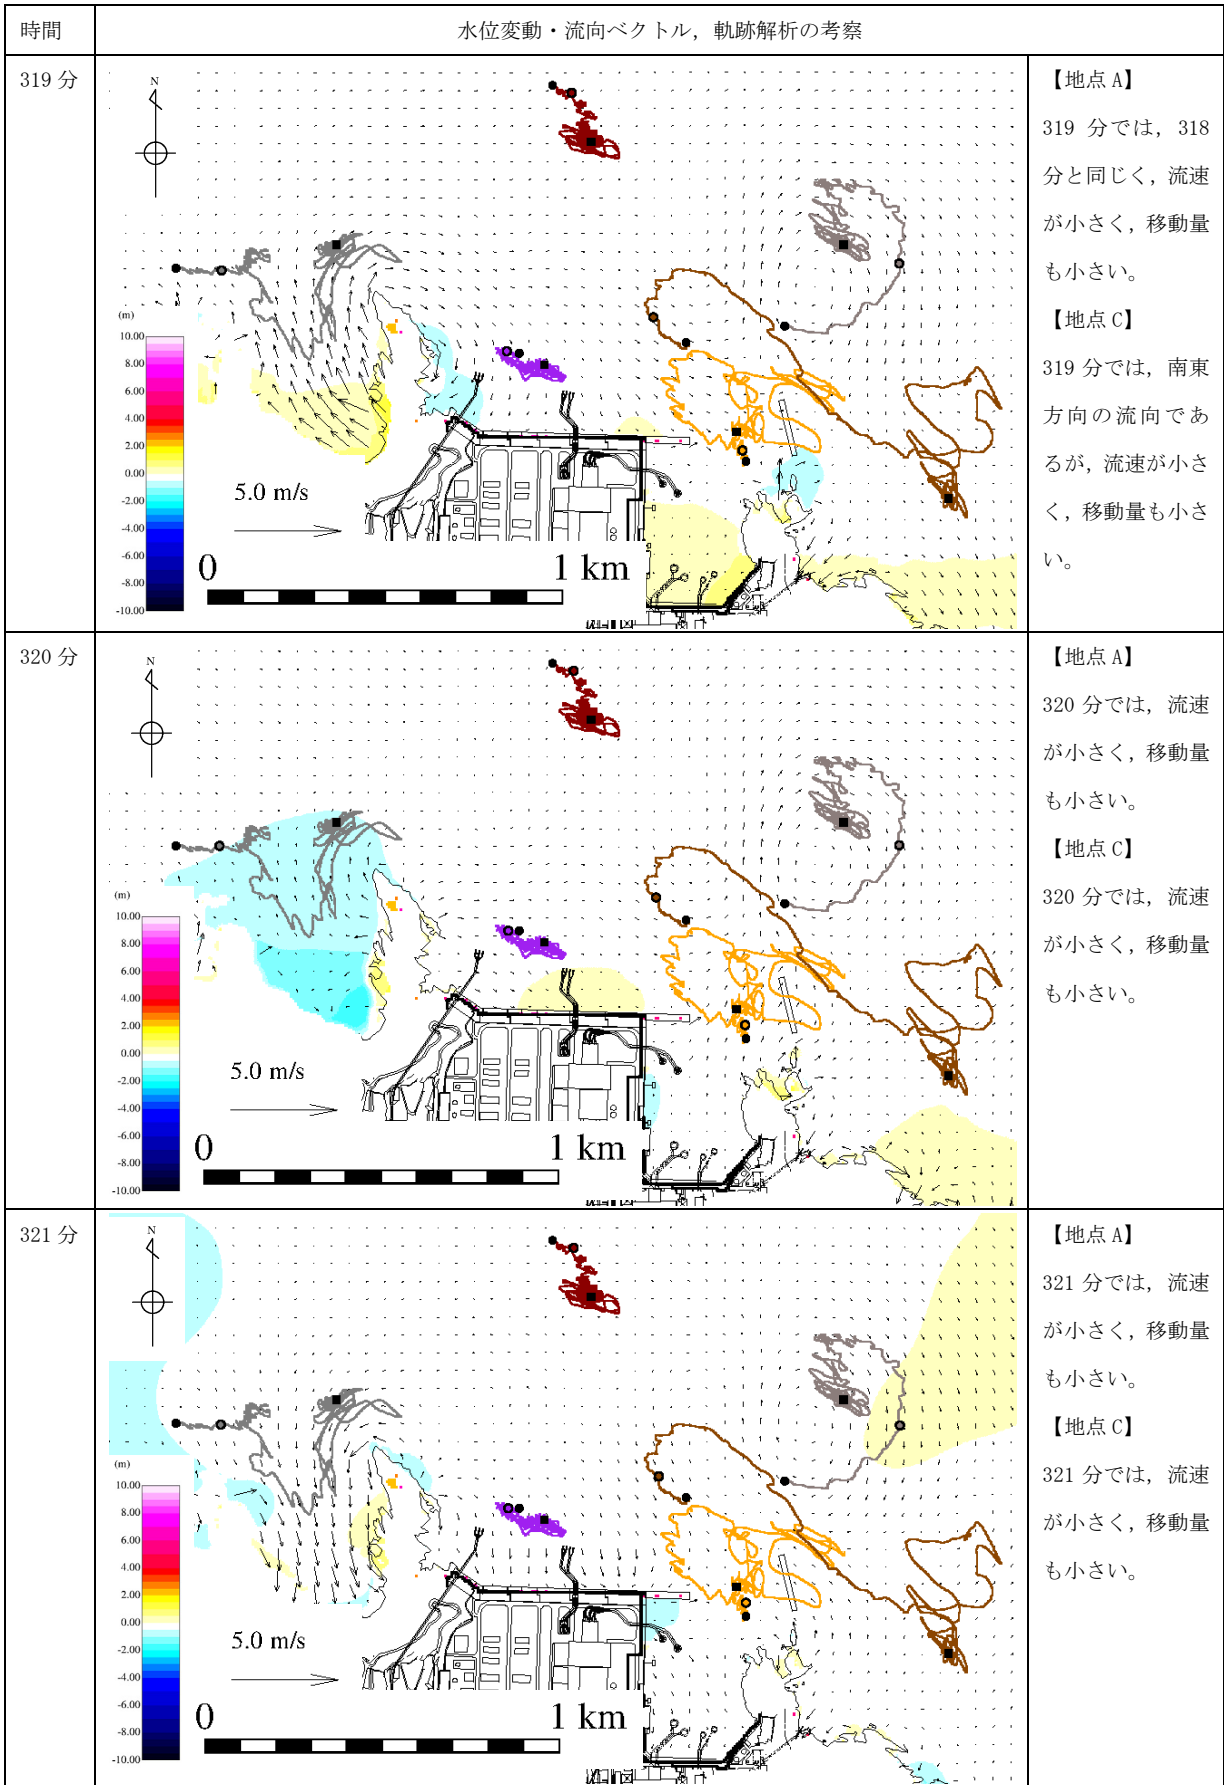 時間
水位変動・流向ベクトル，軌跡解析の考察
319 分
N
(m)
10.00
8.00
6.00
4.00
2.00
0.00
-2.00
-4.00
-6.00
-8.00
-10.00
5.0 m/s
0
1 km
【地点 A】
319 分では，318
分と同じく，流速
が小さく，移動量
も小さい。
【地点 C】
319 分では，南東
方向の流向であ
るが，流速が小さ
く，移動量も小さ
い。
320 分
N
(m)
10.00
8.00
6.00
4.00
2.00
0.00
-2.00
-4.00
-6.00
-8.00
-10.00
5.0 m/s
0
1 km
【地点 A】
320 分では，流速
が小さく，移動量
も小さい。
【地点 C】
320 分では，流速
が小さく，移動量
も小さい。
321 分
N
(m)
10.00
8.00
6.00
4.00
2.00
0.00
-2.00
-4.00
-6.00
-8.00
-10.00
5.0 m/s
0
1 km
【地点 A】
321 分では，流速
が小さく，移動量
も小さい。
【地点 C】
321 分では，流速
が小さく，移動量
も小さい。